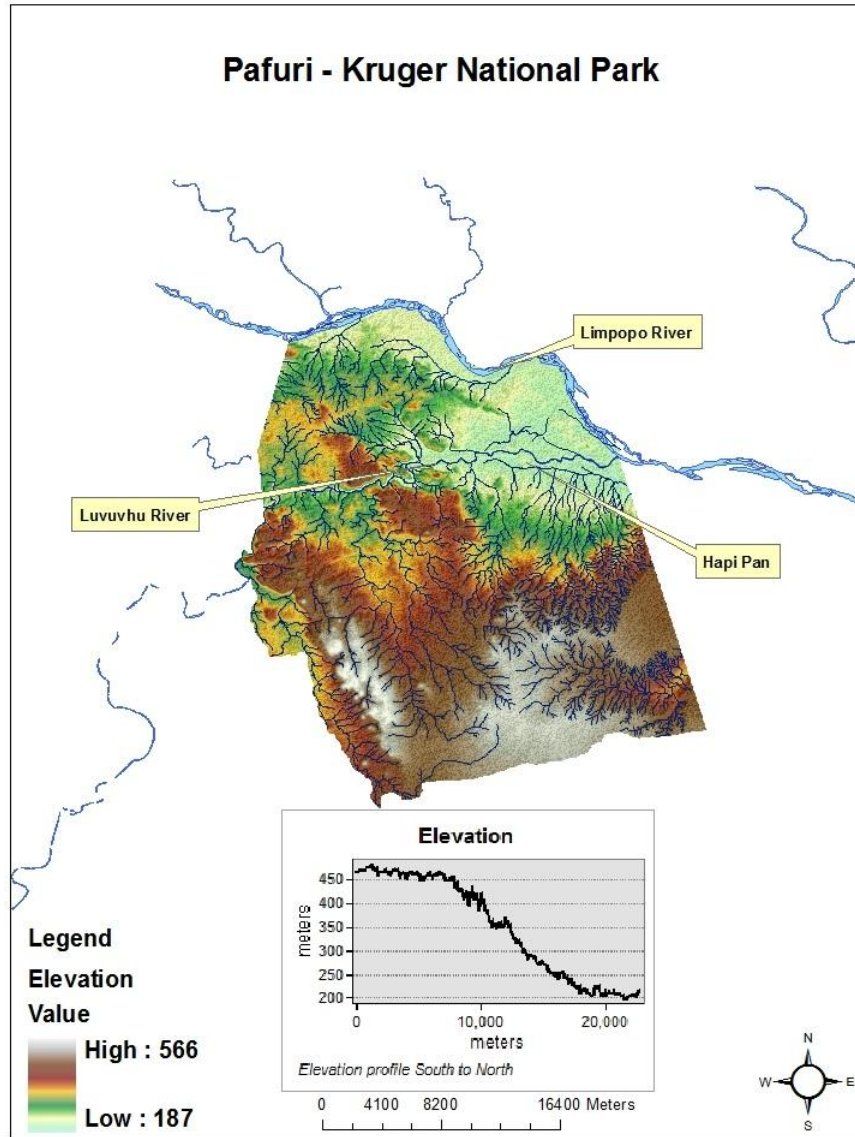 Pafuri - Kruger National Park
Limpopo River
Luvuvhu River
Hapi Pan
Elevation
450
400
350
300
250
200
meters
0 10,000 20,000
meters
Elevation profile South to North
Legend
Elevation
Value
High : 566
Low : 187
0 4100 8200 16400 Meters
N
W E
S